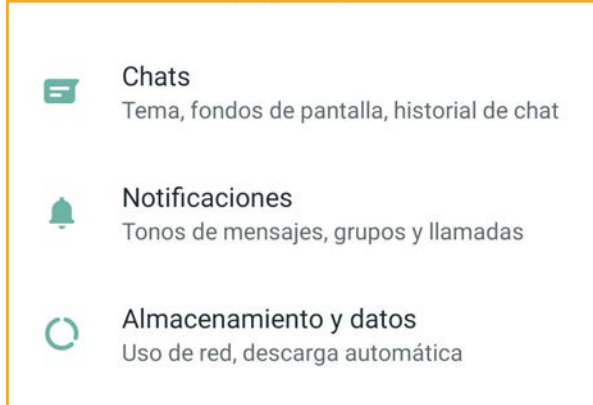 Chats
Tema, fondos de pantalla, historial de chat
Notificaciones
Tonos de mensajes, grupos y llamadas
Almacenamiento y datos
Uso de red, descarga automática